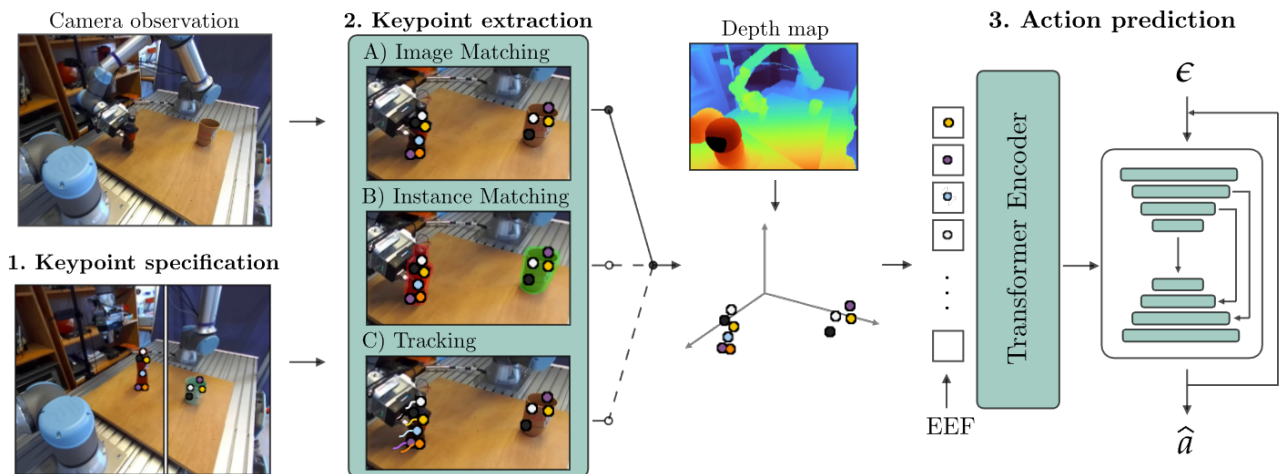 Camera observation
1. Keypoint specification
2. Keypoint extraction
A) Image Matching
B) Instance Matching
C) Tracking
Depth map
3. Action prediction
EEF
Transformer Encoder
ϵ
â